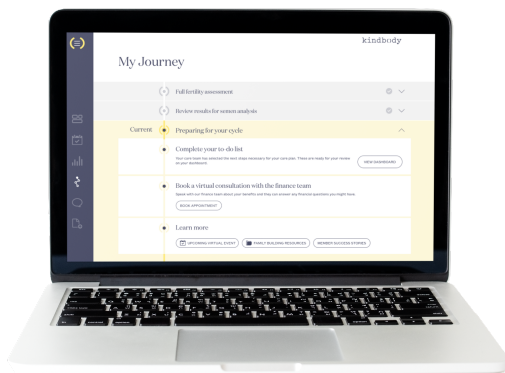 kindbody
My Journey
Full fertility assessment
Review results for semen analysis
Current
Preparing for your cycle
Complete your to do list
Your care team has selected the next steps necessary for your care plan. These are ready for your review
on your dashboard.
VIEW DASHBOARD
Book a virtual consultation with the finance team
Speak with our finance team about your benefits and they can answer any financial questions you might have
BOOK APPOINTMENT
Learn more
UPCOMING VIRTUAL EVENT
FAMILY BUILDING RESOURCES
MEMBER SUCCESS STORIES